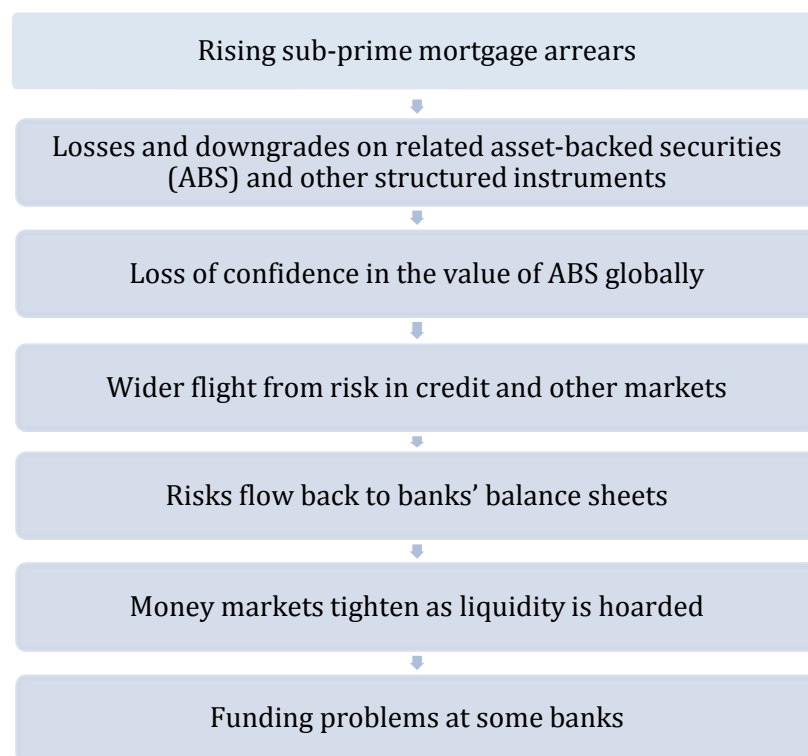 Rising sub-prime mortgage arrears
Losses and downgrades on related asset-backed securities
(ABS) and other structured instruments
Loss of confidence in the value of ABS globally
Wider flight from risk in credit and other markets
Risks flow back to banks’ balance sheets
Money markets tighten as liquidity is hoarded
Funding problems at some banks